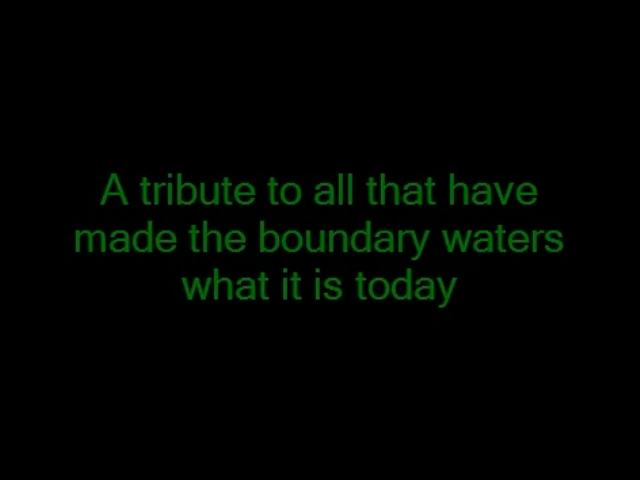 A tribute to all that have
made the boundary waters
what it is today